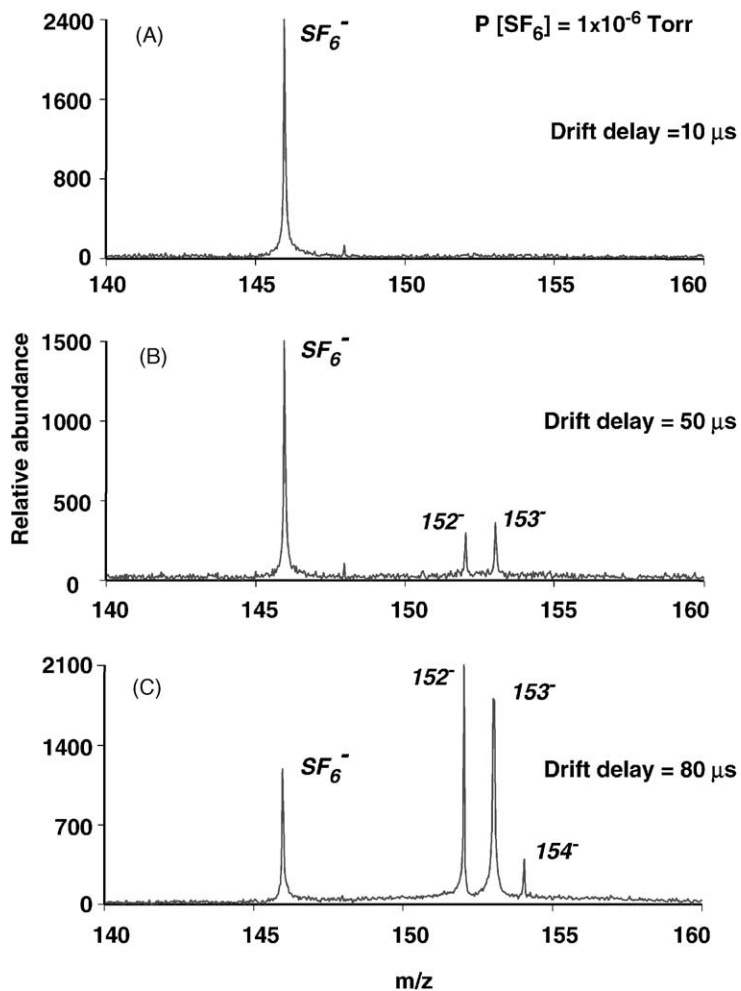 2400
(A)
SF₆⁻
P [SF₆] = 1x10⁻⁶ Torr
1600
Drift delay =10 µs
800
0
140 145 150 155 160
1500
(B)
SF₆⁻
1000
Drift delay = 50 µs
500
152⁻ 153⁻
0
140 145 150 155 160
Relative abundance
2100
(C)
152⁻ 153⁻
1400
SF₆⁻
Drift delay = 80 µs
700
154⁻
0
140 145 150 155 160
m/z